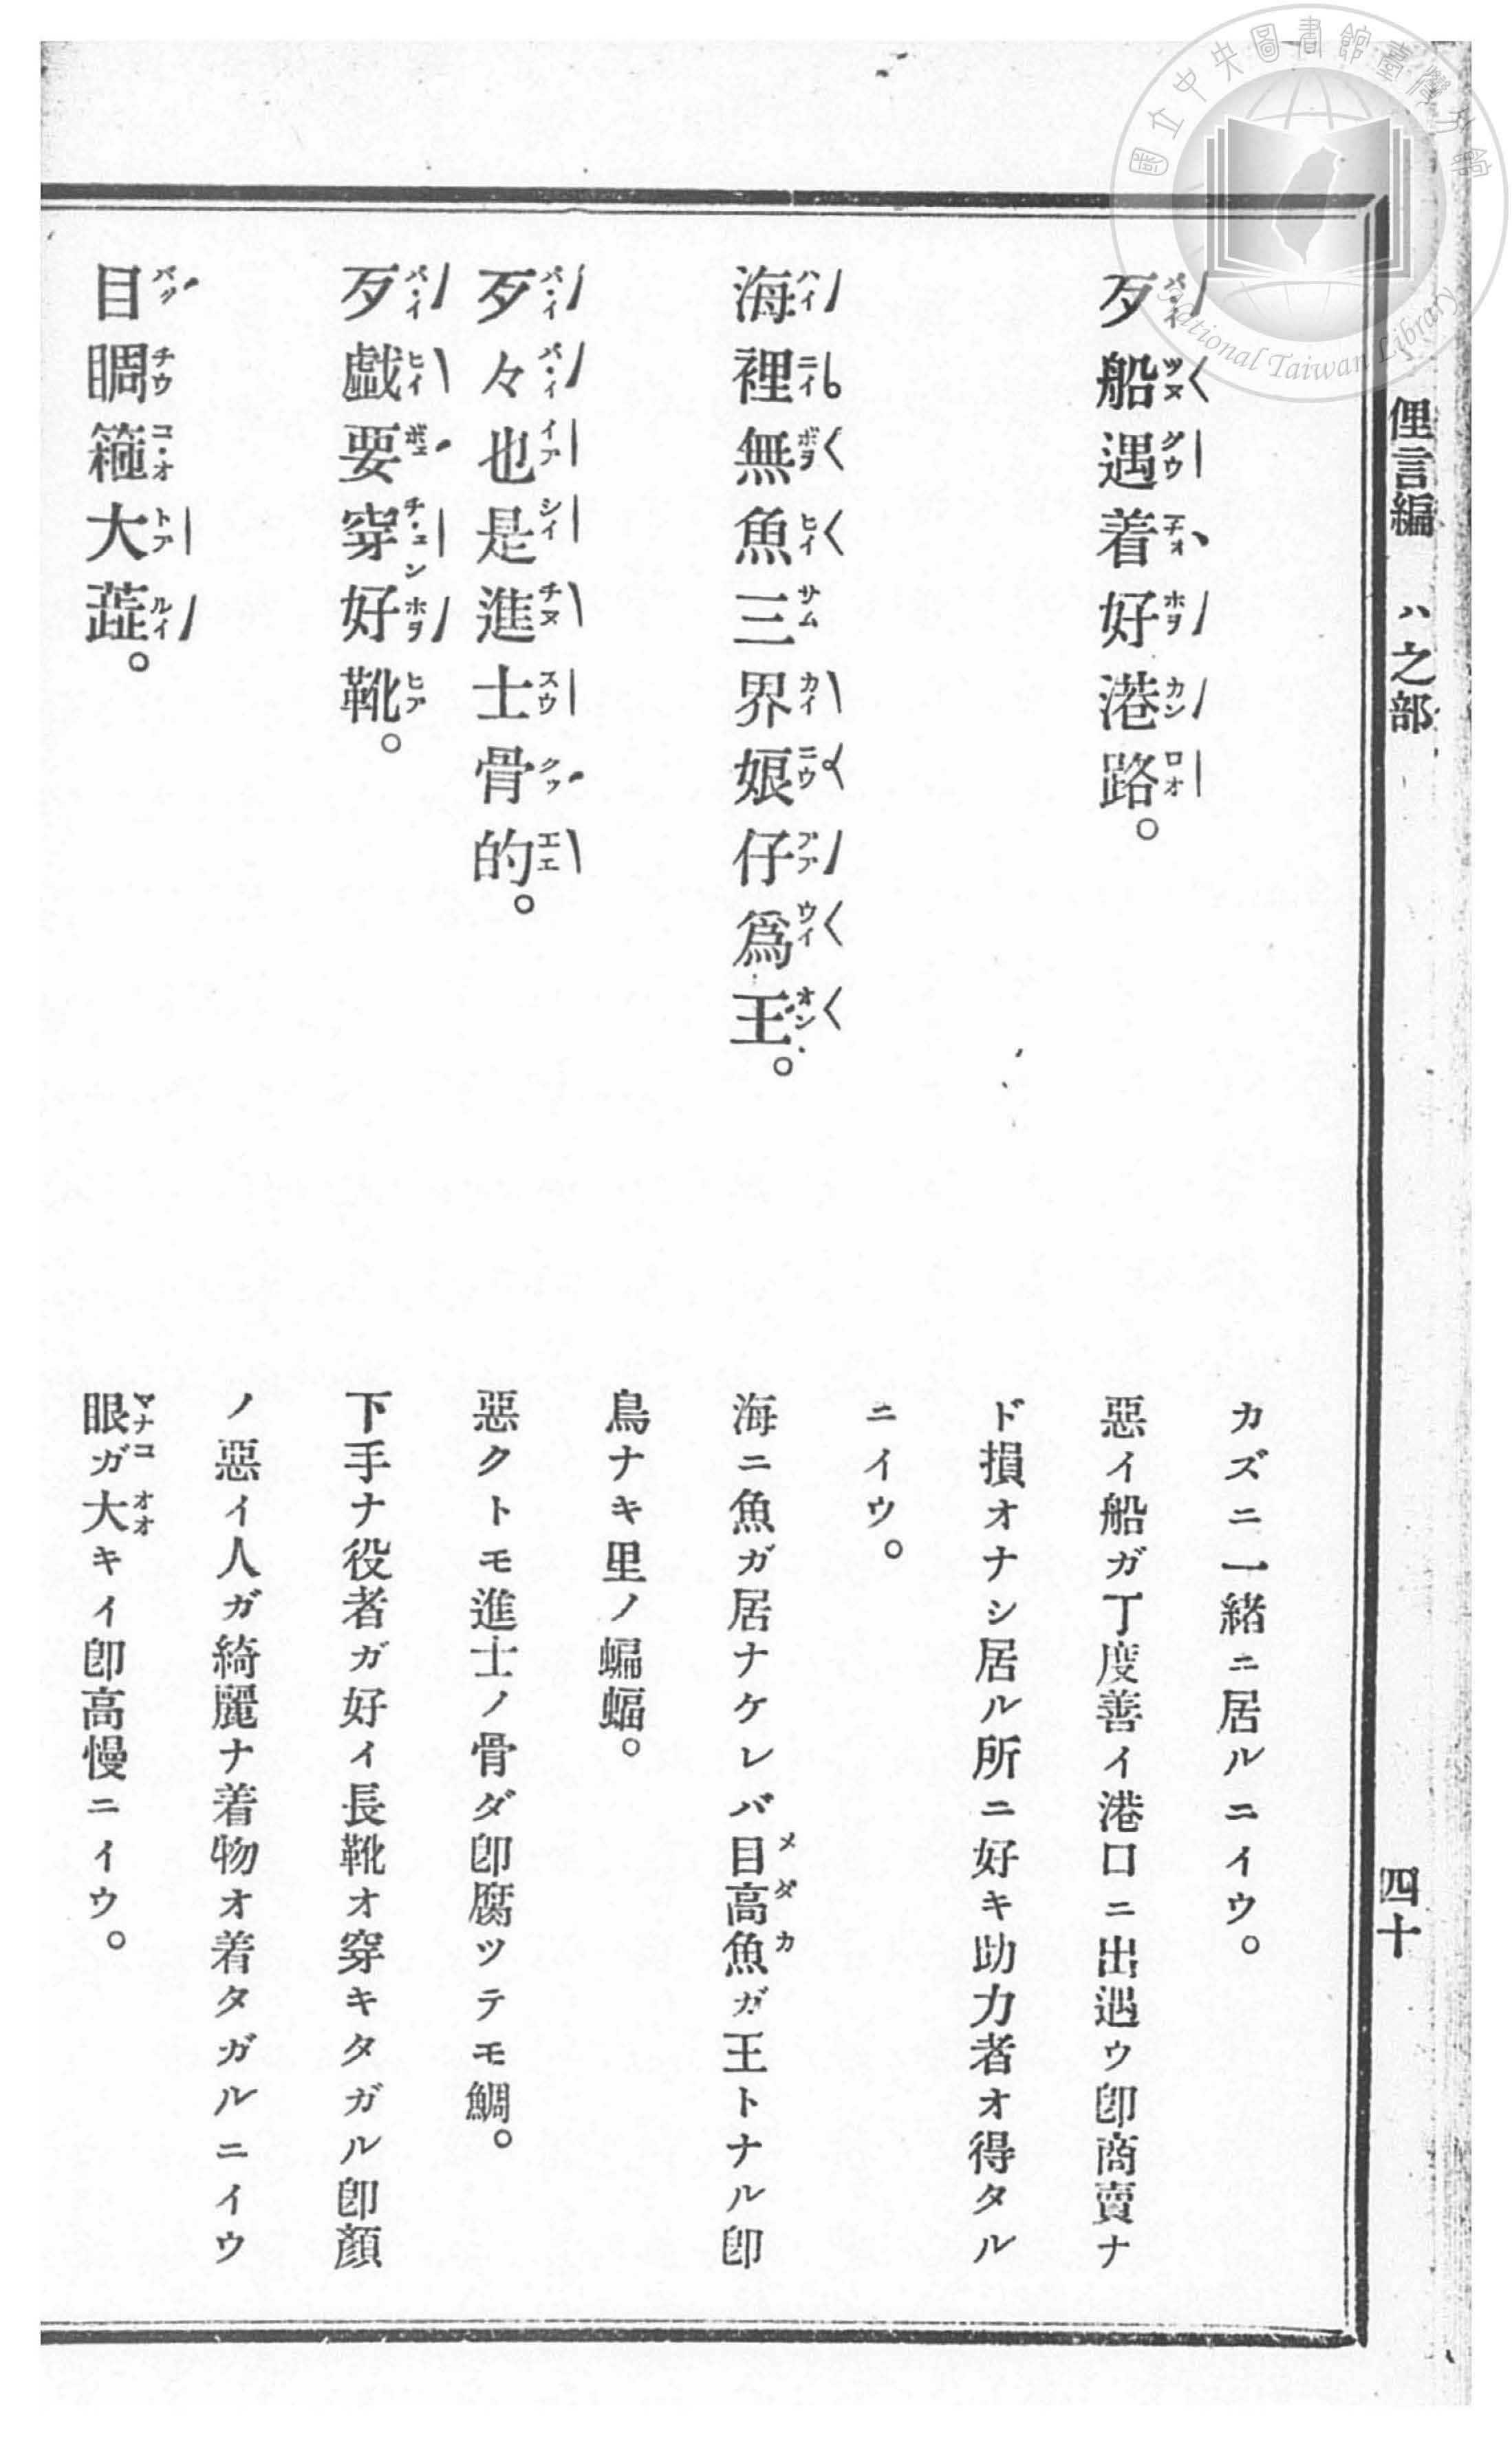 國立中央圖書館臺灣分館
National Taiwan Library
俚言編　ハ之部　四十
カズニ一緖ニ居ルニイウ。
歹船遇着好港路。
惡イ船ガ丁度善イ港口ニ出遇ウ卽商賣ナ
ド損オナシ居ル所ニ好キ助力者オ得タル
ニイウ。
海裡無魚三界娘仔爲王。
海ニ魚ガ居ナケレバ目高魚ガ王トナル卽
鳥ナキ里ノ蝙蝠。
歹々也是進士骨的。
惡クトモ進士ノ骨ダ卽腐ツテモ鯛。
歹戲要穿好靴。
下手ナ役者ガ好イ長靴オ穿キタガル卽顏
ノ惡イ人ガ綺麗ナ着物オ着タガルニイウ
目睭箍大蕋。
眼ガ大キイ卽高慢ニイウ。